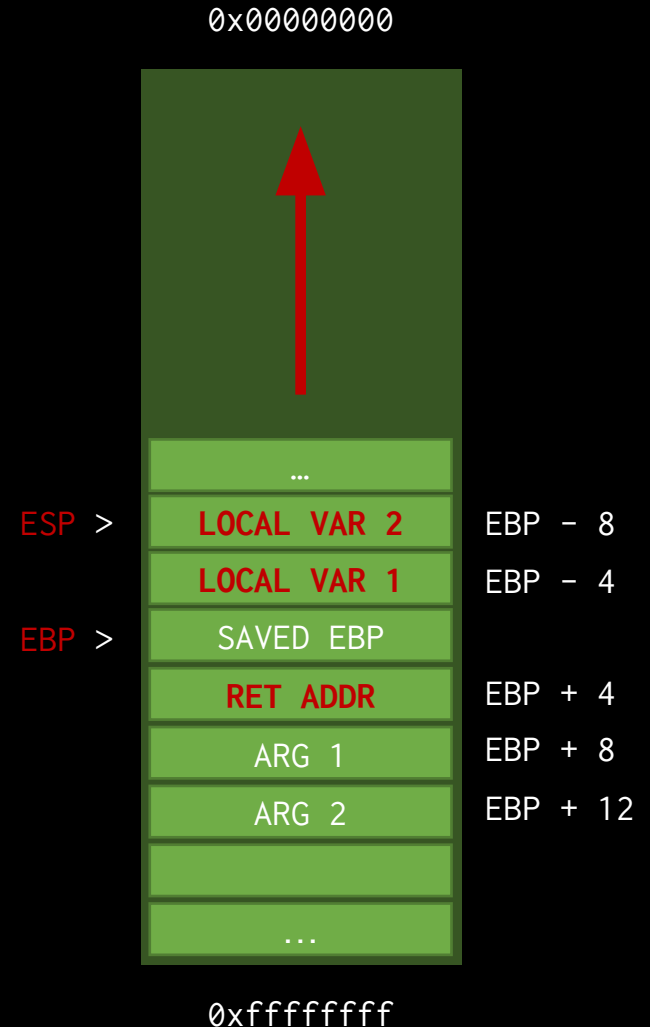 0x00000000
…
ESP > LOCAL VAR 2 EBP - 8
LOCAL VAR 1 EBP - 4
EBP > SAVED EBP
RET ADDR EBP + 4
ARG 1 EBP + 8
ARG 2 EBP + 12
...
0xffffffff